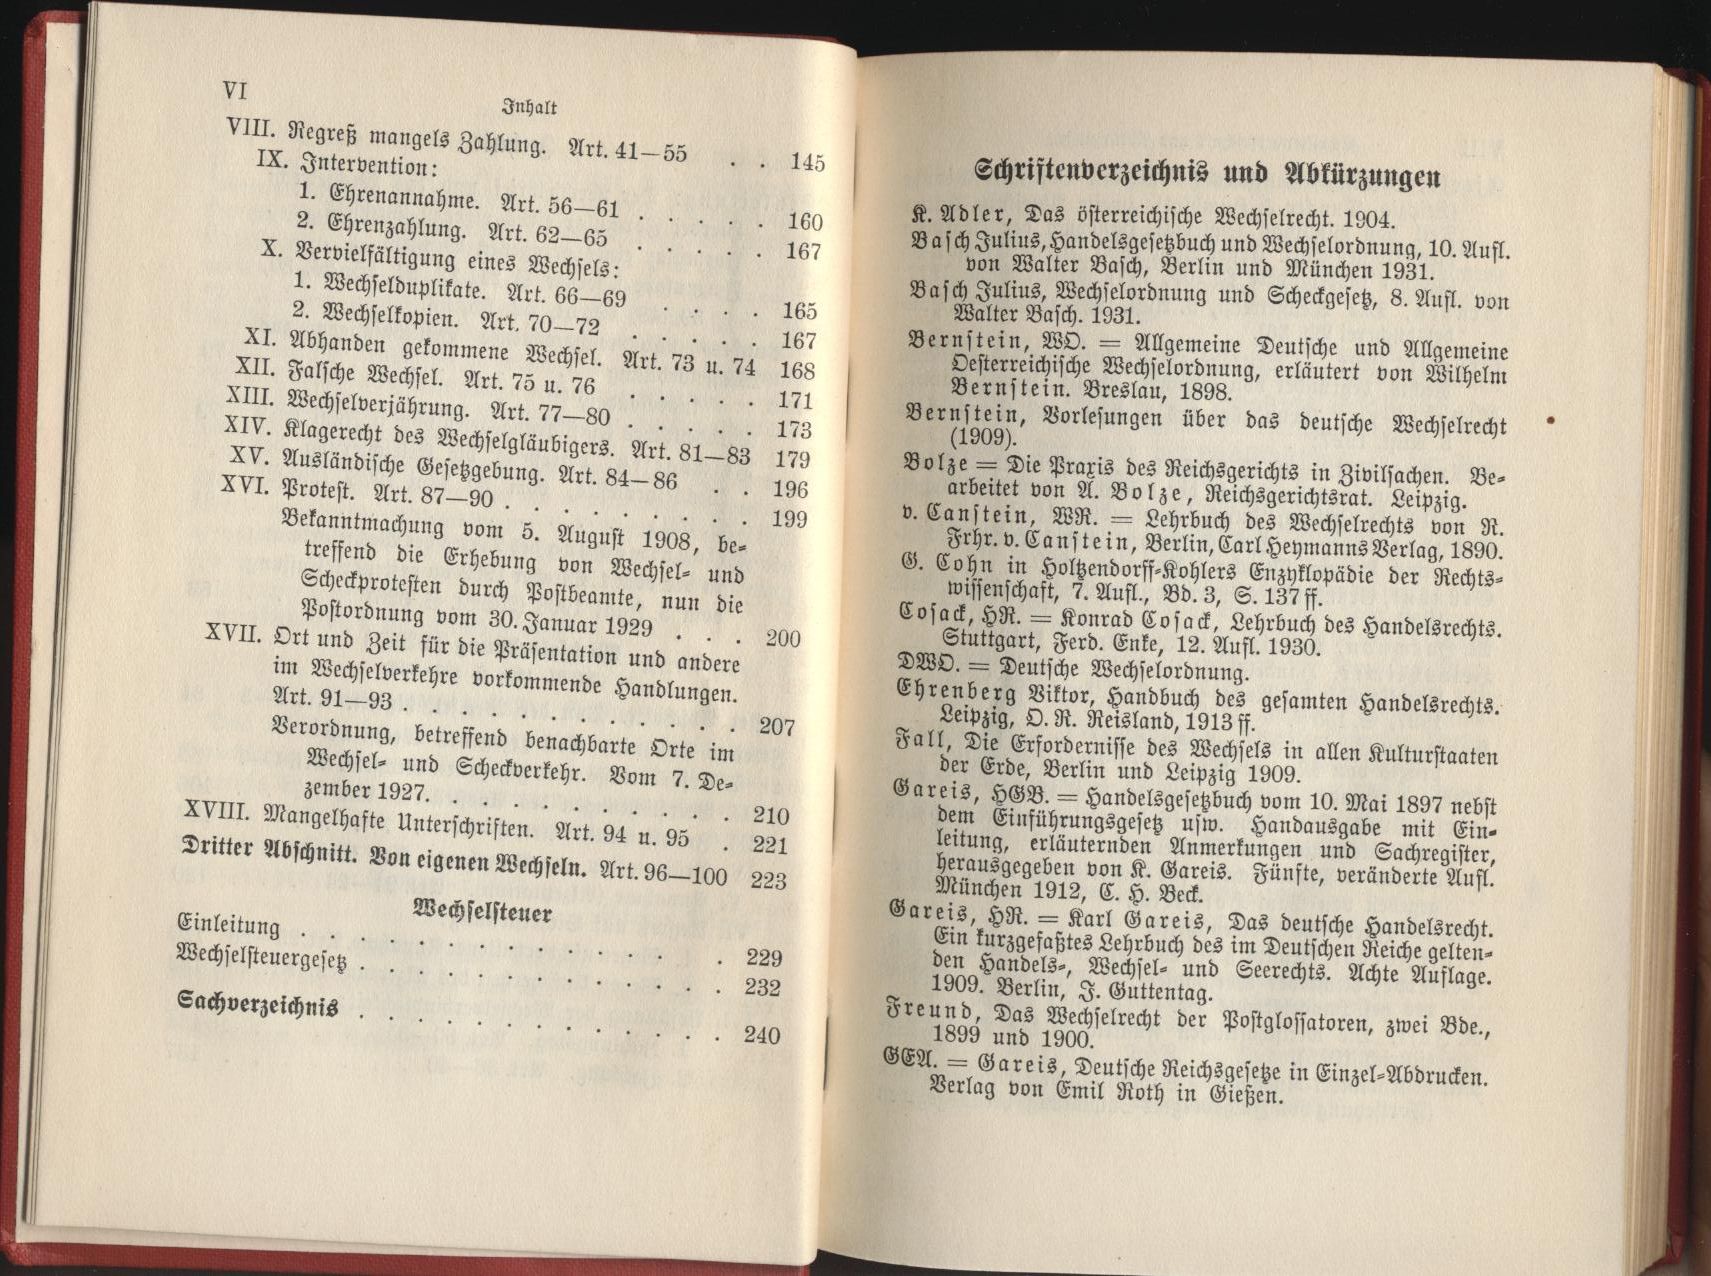 VI
Inhalt
VIII. Regreß mangels Zahlung. Art. 41—55 . . 145
IX. Intervention:
1. Ehrenannahme. Art. 56—61 . . . . . 160
2. Ehrenzahlung. Art. 62—65 . . . . . 167
X. Vervielfältigung eines Wechsels:
1. Wechselduplikate. Art. 66—69 . . . . 165
2. Wechselkopien. Art. 70—72 . . . . . 167
XI. Abhanden gekommene Wechsel. Art. 73 u. 74 168
XII. Falsche Wechsel. Art. 75 u. 76 . . . . . 171
XIII. Wechselverjährung. Art. 77—80 . . . . . 173
XIV. Klagerecht des Wechselgläubigers. Art. 81—83 179
XV. Ausländische Gesetzgebung. Art. 84—86 . . 196
XVI. Protest. Art. 87—90 . . . . . . . . . 199
Bekanntmachung vom 5. August 1908, be-
treffend die Erhebung von Wechsel- und
Scheckprotesten durch Postbeamte, nun die
Postordnung vom 30. Januar 1929 . . . 200
XVII. Ort und Zeit für die Präsentation und andere
im Wechselverkehre vorkommende Handlungen.
Art. 91—93 . . . . . . . . . . . . 207
Verordnung, betreffend benachbarte Orte im
Wechsel- und Scheckverkehr. Vom 7. De-
zember 1927. . . . . . . . . . . 210
XVIII. Mangelhafte Unterschriften. Art. 94 u. 95 . 221
Dritter Abschnitt. Von eigenen Wechseln. Art. 96—100 223
Wechselsteuer
Einleitung . . . . . . . . . . . . . . 229
Wechselsteuergesetz . . . . . . . . . . . . . 232
Sachverzeichnis . . . . . . . . . . . . . 240
Schriftenverzeichnis und Abkürzungen
K. Adler, Das österreichische Wechselrecht. 1904.
Basch Julius, Handelsgesetzbuch und Wechselordnung, 10. Aufl.
von Walter Basch, Berlin und München 1931.
Basch Julius, Wechselordnung und Scheckgesetz, 8. Aufl. von
Walter Basch. 1931.
Bernstein, WO. = Allgemeine Deutsche und Allgemeine
Oesterreichische Wechselordnung, erläutert von Wilhelm
Bernstein. Breslau, 1898.
Bernstein, Vorlesungen über das deutsche Wechselrecht
(1909).
Bolze = Die Praxis des Reichsgerichts in Zivilsachen. Be-
arbeitet von A. Bolze, Reichsgerichtsrat. Leipzig.
v. Canstein, WR. = Lehrbuch des Wechselrechts von R.
Frhr. v. Canstein, Berlin, Carl Heymanns Verlag, 1890.
G. Cohn in Holtzendorff-Kohlers Enzyklopädie der Rechts-
wissenschaft, 7. Aufl., Bd. 3, S. 137 ff.
Cosack, HR. = Konrad Cosack, Lehrbuch des Handelsrechts.
Stuttgart, Ferd. Enke, 12. Aufl. 1930.
DWO. = Deutsche Wechselordnung.
Ehrenberg Viktor, Handbuch des gesamten Handelsrechts.
Leipzig, O. R. Reisland, 1913 ff.
Fall, Die Erfordernisse des Wechsels in allen Kulturstaaten
der Erde, Berlin und Leipzig 1909.
Gareis, HGB. = Handelsgesetzbuch vom 10. Mai 1897 nebst
dem Einführungsgesetz usw. Handausgabe mit Ein-
leitung, erläuternden Anmerkungen und Sachregister,
herausgegeben von K. Gareis. Fünfte, veränderte Aufl.
München 1912, C. H. Beck.
Gareis, HR. = Karl Gareis, Das deutsche Handelsrecht.
Ein kurzgefaßtes Lehrbuch des im Deutschen Reiche gelten-
den Handels-, Wechsel- und Seerechts. Achte Auflage.
1909. Berlin, J. Guttentag.
Freund, Das Wechselrecht der Postglossatoren, zwei Bde.,
1899 und 1900.
GEA. = Gareis, Deutsche Reichsgesetze in Einzel-Abdrucken.
Verlag von Emil Roth in Gießen.